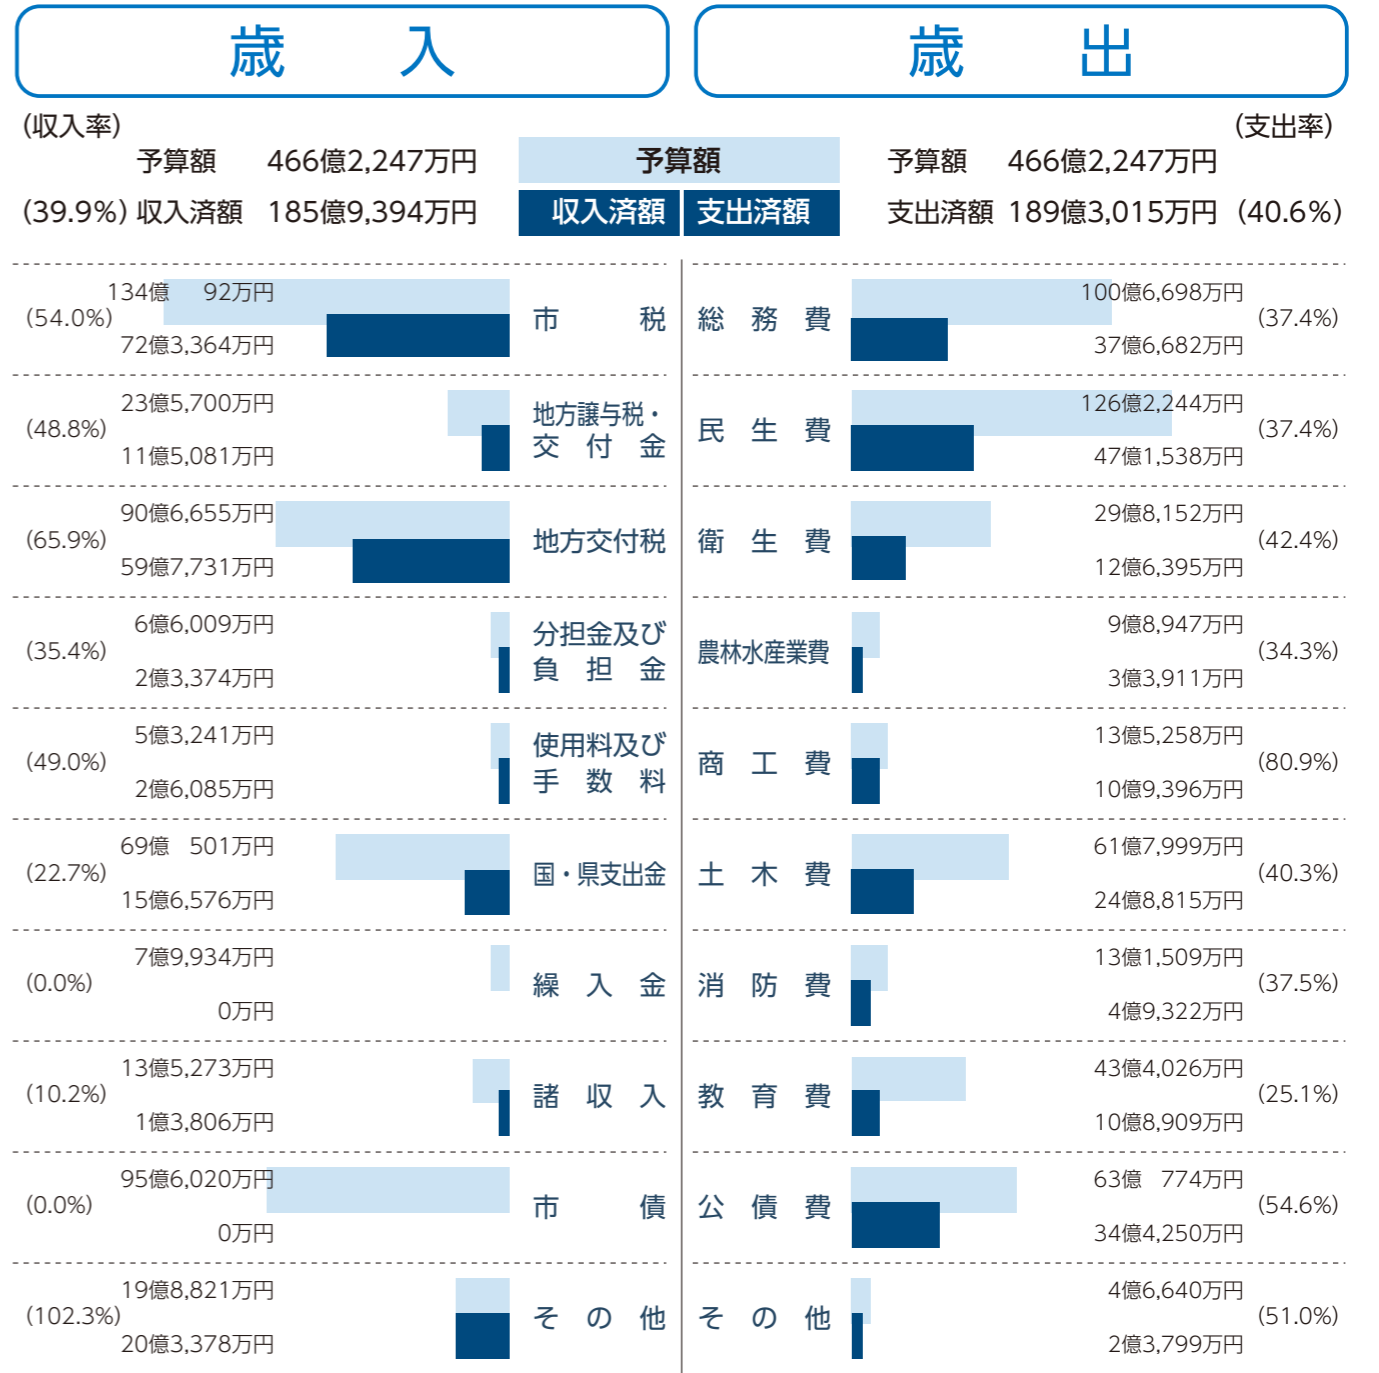 歳　入
歳　出
(収入率)
予算額　466億2,247万円
(39.9%) 収入済額　185億9,394万円
予算額
収入済額　支出済額
(支出率)
予算額　466億2,247万円
支出済額　189億3,015万円 (40.6%)
134億　92万円
(54.0%)
72億3,364万円
市　税
23億5,700万円
(48.8%)
11億5,081万円
地方譲与税・
交付金
90億6,655万円
(65.9%)
59億7,731万円
地方交付税
6億6,009万円
(35.4%)
2億3,374万円
分担金及び
負担金
5億3,241万円
(49.0%)
2億6,085万円
使用料及び
手数料
69億　501万円
(22.7%)
15億6,576万円
国・県支出金
7億9,934万円
(0.0%)
0万円
繰入金
13億5,273万円
(10.2%)
1億3,806万円
諸収入
95億6,020万円
(0.0%)
0万円
市　債
19億8,821万円
(102.3%)
20億3,378万円
その他
総務費
100億6,698万円
(37.4%)
37億6,682万円
民生費
126億2,244万円
(37.4%)
47億1,538万円
衛生費
29億8,152万円
(42.4%)
12億6,395万円
農林水産業費
9億8,947万円
(34.3%)
3億3,911万円
商工費
13億5,258万円
(80.9%)
10億9,396万円
土木費
61億7,999万円
(40.3%)
24億8,815万円
消防費
13億1,509万円
(37.5%)
4億9,322万円
教育費
43億4,026万円
(25.1%)
10億8,909万円
公債費
63億　774万円
(54.6%)
34億4,250万円
その他
4億6,640万円
(51.0%)
2億3,799万円